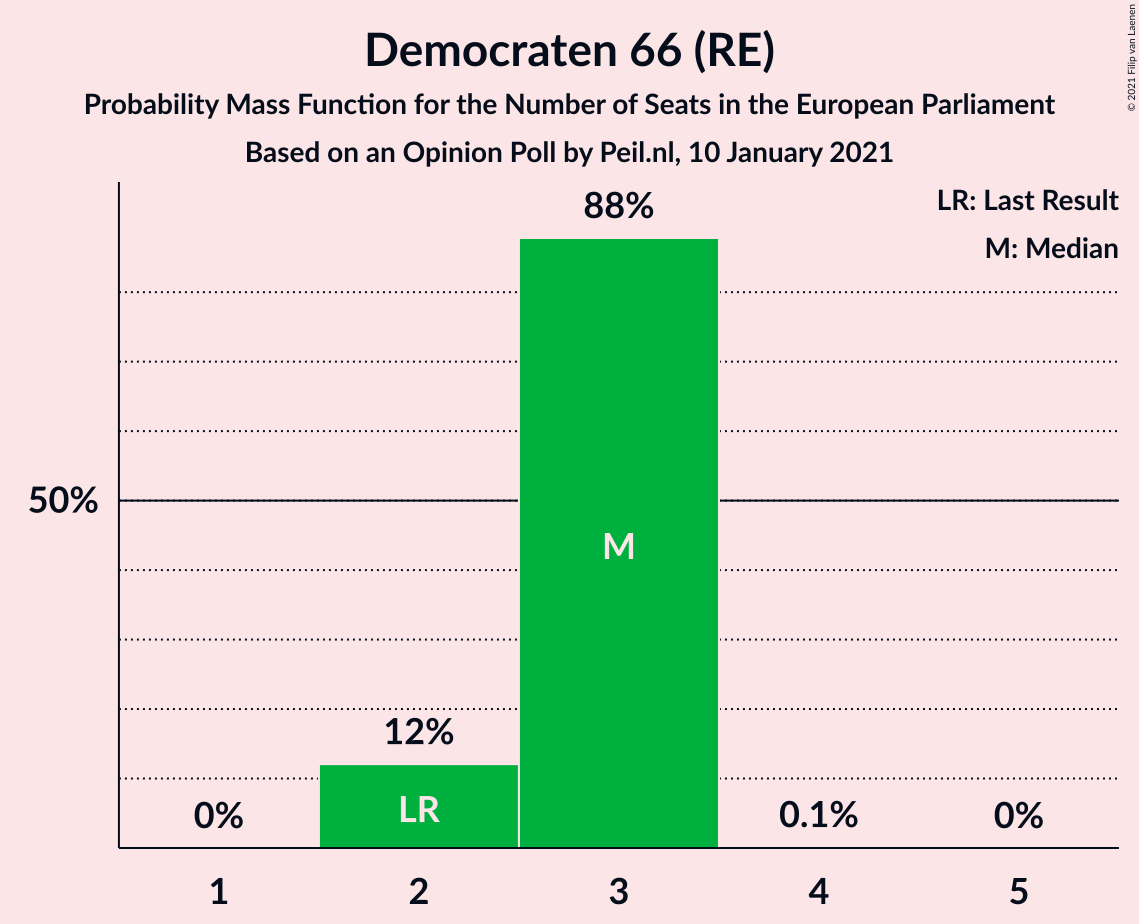 Democraten 66 (RE)
Probability Mass Function for the Number of Seats in the European Parliament
Based on an Opinion Poll by Peil.nl, 10 January 2021
© 2021 Filip van Laenen
LR: Last Result
M: Median
88%
50%
M
12%
LR
0%
0.1%
0%
1 2 3 4 5